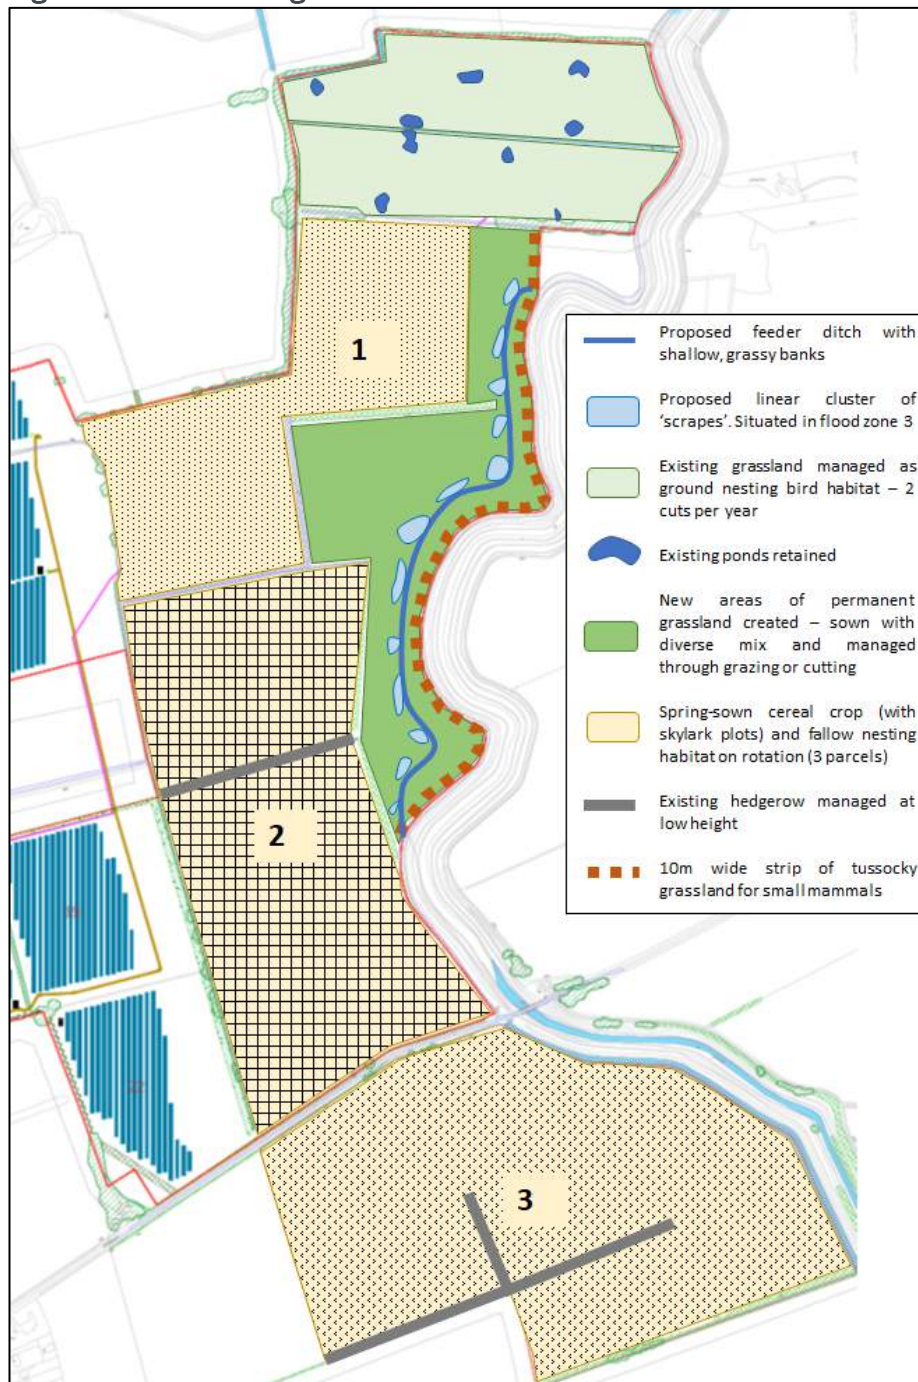 1
Proposed feeder ditch with
shallow, grassy banks
Proposed linear cluster of
‘scrapes’. Situated in flood zone 3
Existing grassland managed as
ground nesting bird habitat – 2
cuts per year
Existing ponds retained
New areas of permanent
grassland created – sown with
diverse mix and managed
through grazing or cutting
Spring-sown cereal crop (with
skylark plots) and fallow nesting
habitat on rotation (3 parcels)
2
Existing hedgerow managed at
low height
10m wide strip of tussocky
grassland for small mammals
3